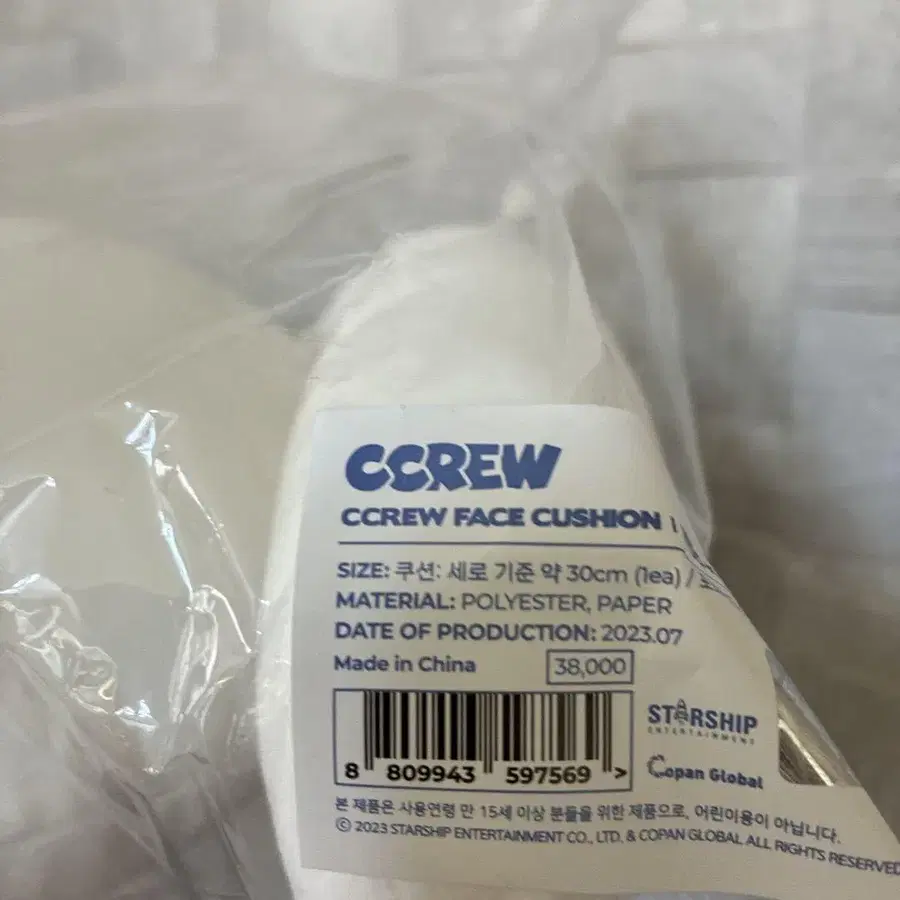 CCREW
CCREW FACE CUSHION
SIZE: 쿠션: 세로 기준 약 30cm (1ea) /
MATERIAL: POLYESTER, PAPER
DATE OF PRODUCTION: 2023.07
Made in China 38,000
8 809943 597569 >
STARSHIP
ENTERTAINMENT
Copan Global
본 제품은 사용연령 만 15세 이상 분들을 위한 제품으로, 어린이용이 아닙니다.
© 2023 STARSHIP ENTERTAINMENT CO., LTD. & COPAN GLOBAL ALL RIGHTS RESERVED